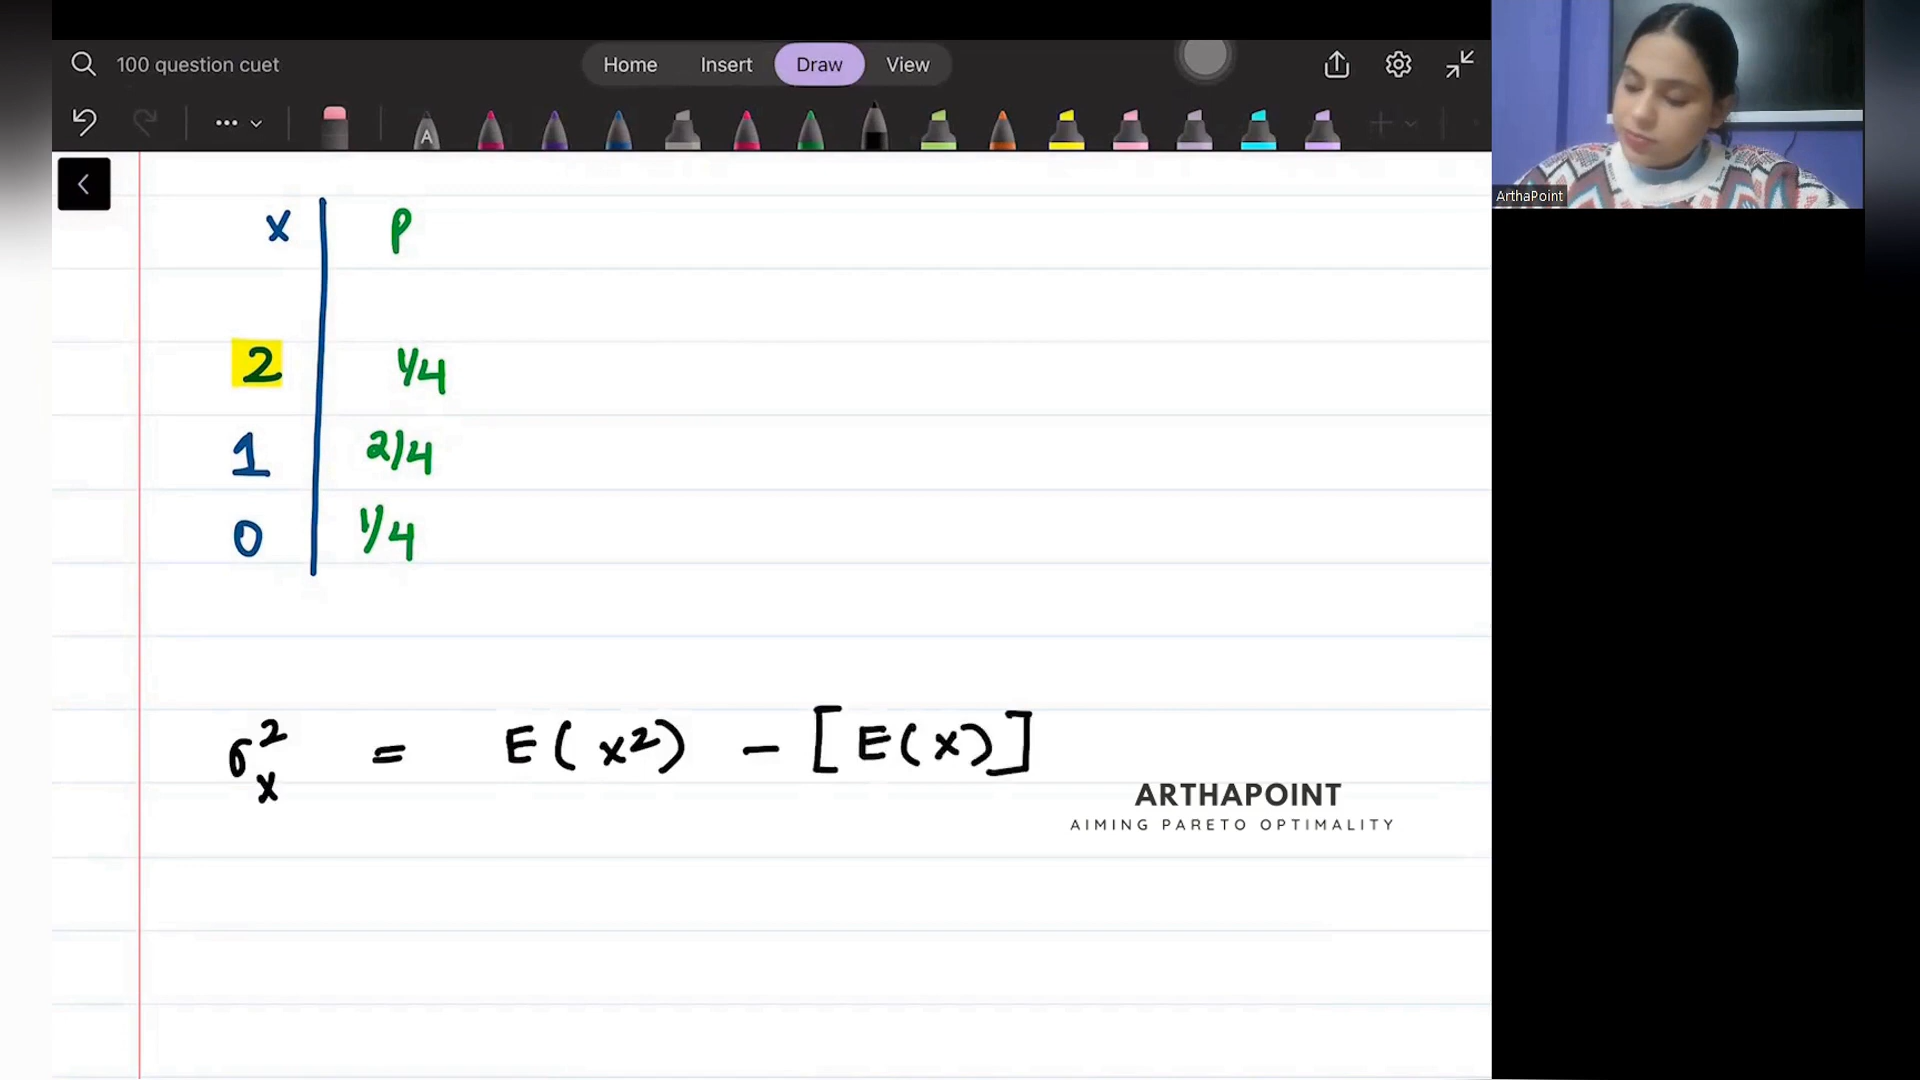 100 question cuet
Home Insert Draw View
A
ArthaPoint
x P
2 1/4
1 2/4
0 1/4
σ²ₓ = E(x²) - [E(x)]
ARTHAPOINT
AIMING PARETO OPTIMALITY